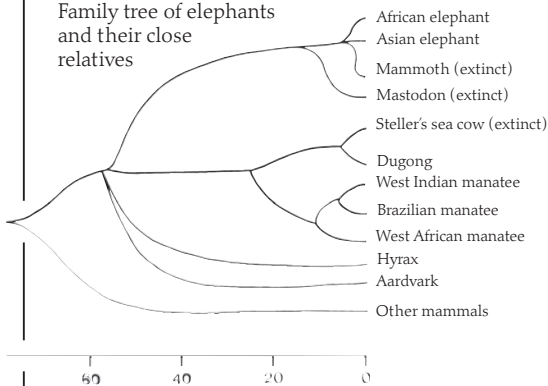 Family tree of elephants
and their close
relatives
African elephant
Asian elephant
Mammoth (extinct)
Mastodon (extinct)
Steller's sea cow (extinct)
Dugong
West Indian manatee
Brazilian manatee
West African manatee
Hyrax
Aardvark
Other mammals
60 40 20 0